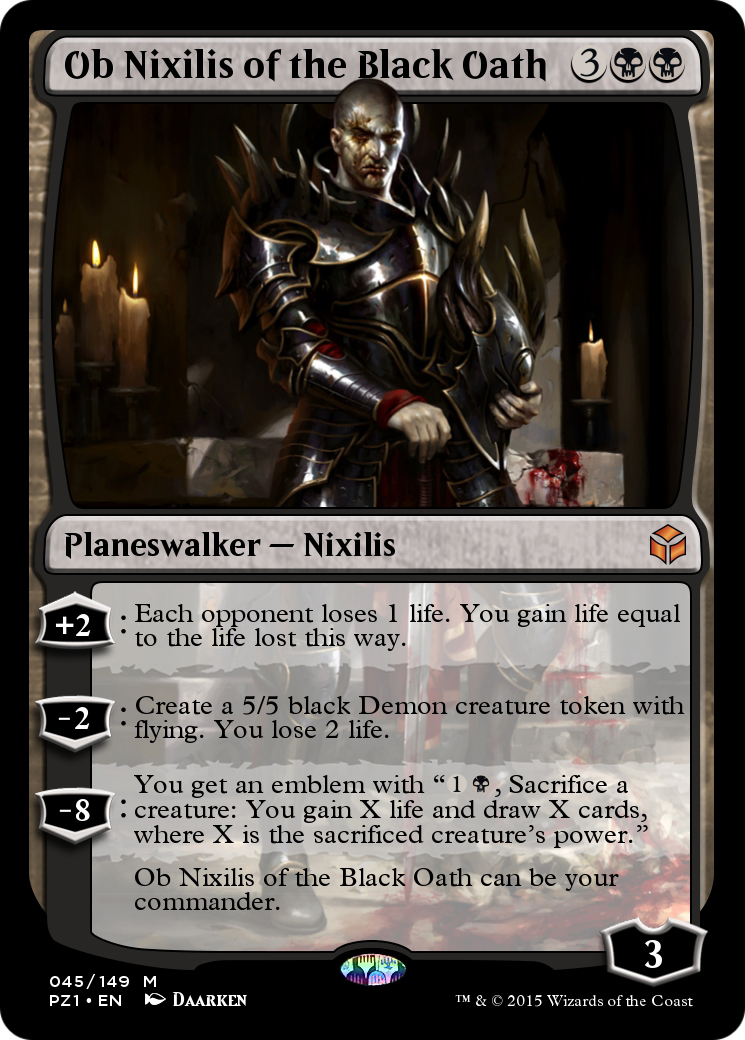 Ob Nixilis of the Black Oath 3
Planeswalker — Nixilis
+2 : Each opponent loses 1 life. You gain life equal
to the life lost this way.
-2 : Create a 5/5 black Demon creature token with
flying. You lose 2 life.
You get an emblem with “ 1 , Sacrifice a
-8 : creature: You gain X life and draw X cards,
where X is the sacrificed creature’s power.”
Ob Nixilis of the Black Oath can be your
commander.
3
045/149 M
PZ1 • EN Daarken
™ & © 2015 Wizards of the Coast